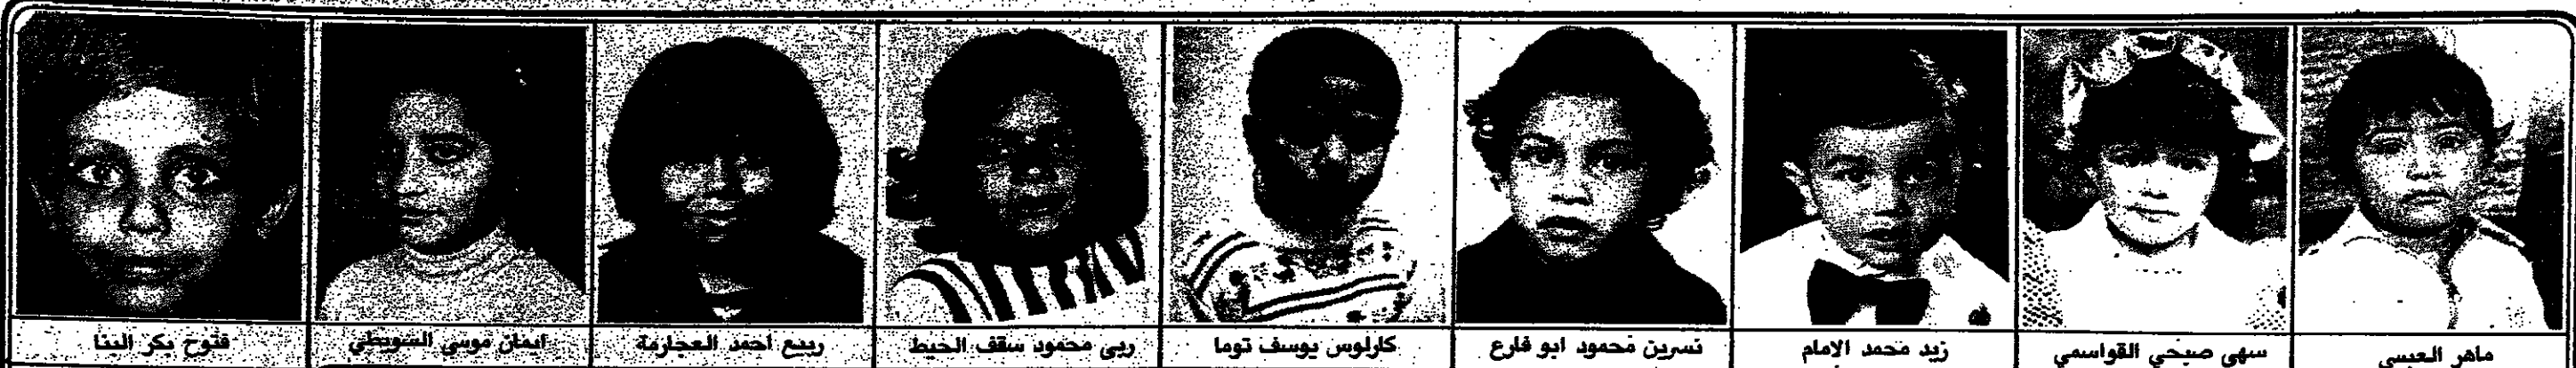 ماهر العبسي
سهى صبحي القواسمي
زيد محمد الامام
نسرين محمود ابو فارع
كارلوس يوسف توما
ربى محمود سقف الحيط
ربيع احمد العجارمة
ايمان موسى السويطي
فتوح بكر البنا